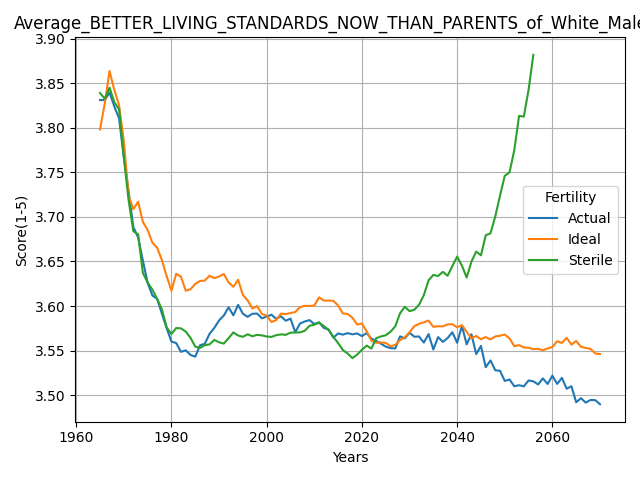 Average_BETTER_LIVING_STANDARDS_NOW_THAN_PARENTS_of_White_Male
3.90
3.85
3.80
3.75
3.70
3.65
3.60
3.55
3.50
Score(1-5)
Fertility
Actual
Ideal
Sterile
1960
1980
2000
2020
2040
2060
Years